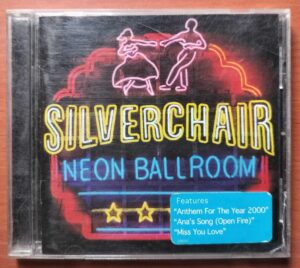 SILVERCHAIR
NEON BALLROOM
Features
"Anthem For The Year 2000"
"Ana's Song (Open Fire)"
"Miss You Love"